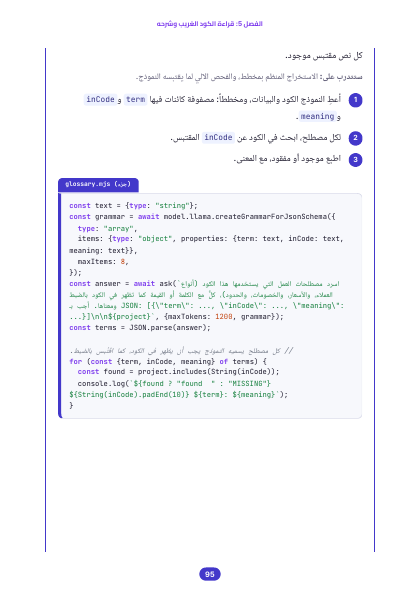 الفصل 5: قراءة الكود الغريب وشرحه
كل نص مقتبس موجود.
ستتدرب على: الاستخراج المنظم بمخطط، والفحص الآلي لما يقتبسه النموذج.
1 أعطِ النموذج الكود والبيانات، ومخططاً: مصفوفة كائنات فيها term و inCode
و meaning.
2 لكل مصطلح، ابحث في الكود عن inCode المقتبس.
3 اطبع موجود أو مفقود، مع المعنى.
glossary.mjs (جزء)
const text = {type: "string"};
const grammar = await model.llama.createGrammarForJsonSchema({
type: "array",
items: {type: "object", properties: {term: text, inCode: text,
meaning: text}},
maxItems: 8,
});
const answer = await ask(`اسرد مصطلحات العمل التي يستخدمها هذا الكود (أنواع
العملاء، والأسعار، والخصومات، والحدود)، كلٌّ مع الكلمة أو القيمة كما تظهر في الكود بالضبط
ومعناها. أجب بـ JSON: [{\"term\": ..., \"inCode\": ..., \"meaning\":
...}]\n\n${project}`, {maxTokens: 1200, grammar});
const terms = JSON.parse(answer);
// كل مصطلح يسميه النموذج يجب أن يظهر في الكود، كما اقتُبس بالضبط.
for (const {term, inCode, meaning} of terms) {
const found = project.includes(String(inCode));
console.log(`${found ? "found  " : "MISSING"}
${String(inCode).padEnd(10)} ${term}: ${meaning}`);
}
95